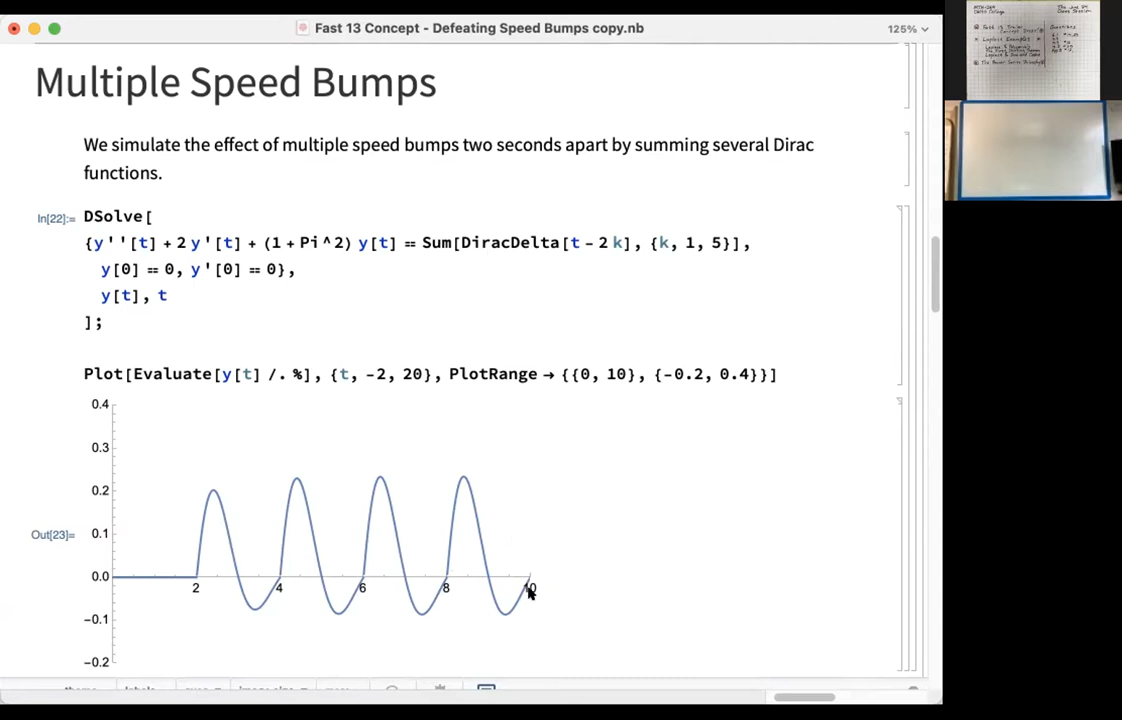 Fast 13 Concept - Defeating Speed Bumps copy.nb
125%
Multiple Speed Bumps
We simulate the effect of multiple speed bumps two seconds apart by summing several Dirac
functions.
In[22]:= DSolve[
{y''[t] + 2 y'[t] + (1 + Pi^2) y[t] == Sum[DiracDelta[t - 2 k], {k, 1, 5}],
y[0] == 0, y'[0] == 0},
y[t], t
];
Plot[Evaluate[y[t] /. %], {t, -2, 20}, PlotRange → {{0, 10}, {-0.2, 0.4}}]
0.4
0.3
0.2
Out[23]= 0.1
0.0
2 4 6 8 10
-0.1
-0.2